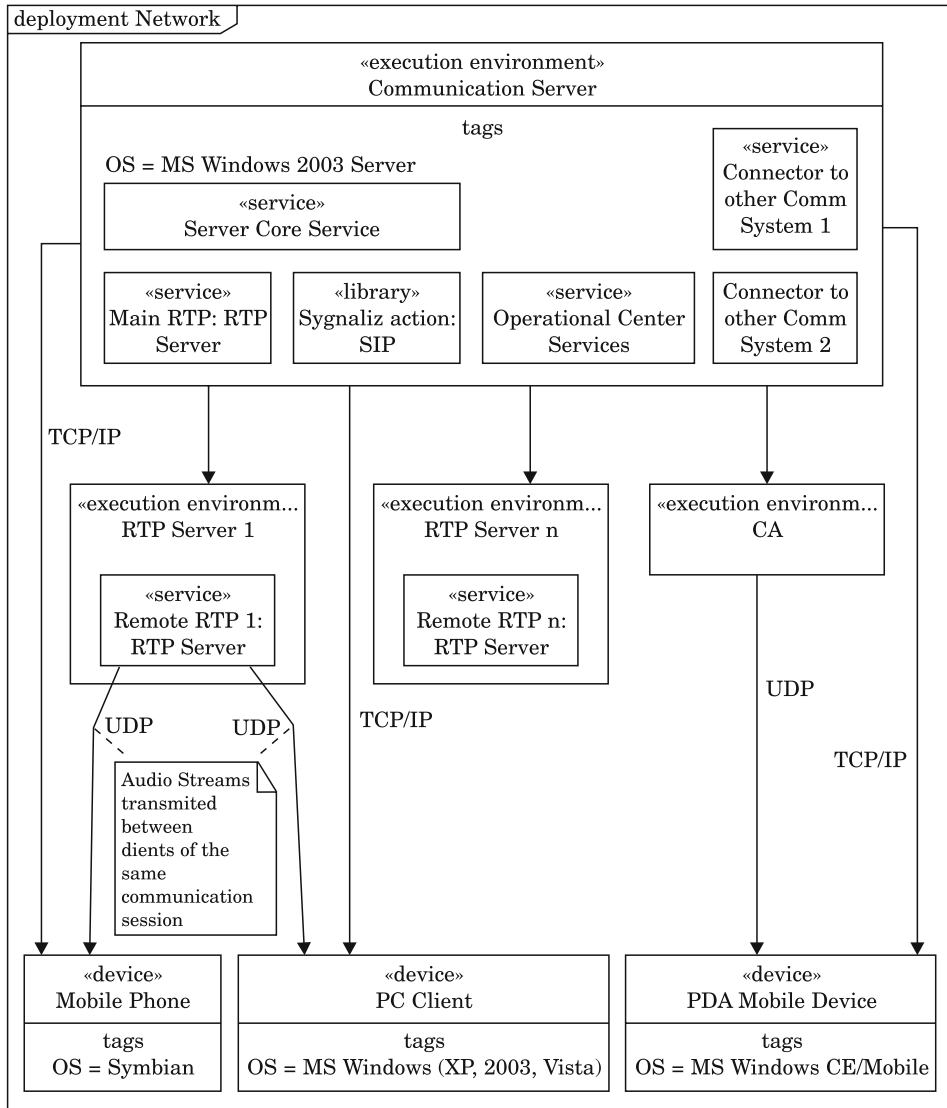 deployment Network
«execution environment»
Communication Server
tags
OS = MS Windows 2003 Server
«service»
Server Core Service
«service»
Connector to
other Comm
System 1
«service»
Main RTP: RTP
Server
«library»
Sygnaliz action:
SIP
«service»
Operational Center
Services
Connector to
other Comm
System 2
TCP/IP
«execution environm...
RTP Server 1
«service»
Remote RTP 1:
RTP Server
«execution environm...
RTP Server n
«service»
Remote RTP n:
RTP Server
«execution environm...
CA
UDP
UDP
TCP/IP
UDP
TCP/IP
Audio Streams
transmited
between
dients of the
same
communication
session
«device»
Mobile Phone
tags
OS = Symbian
«device»
PC Client
tags
OS = MS Windows (XP, 2003, Vista)
«device»
PDA Mobile Device
tags
OS = MS Windows CE/Mobile